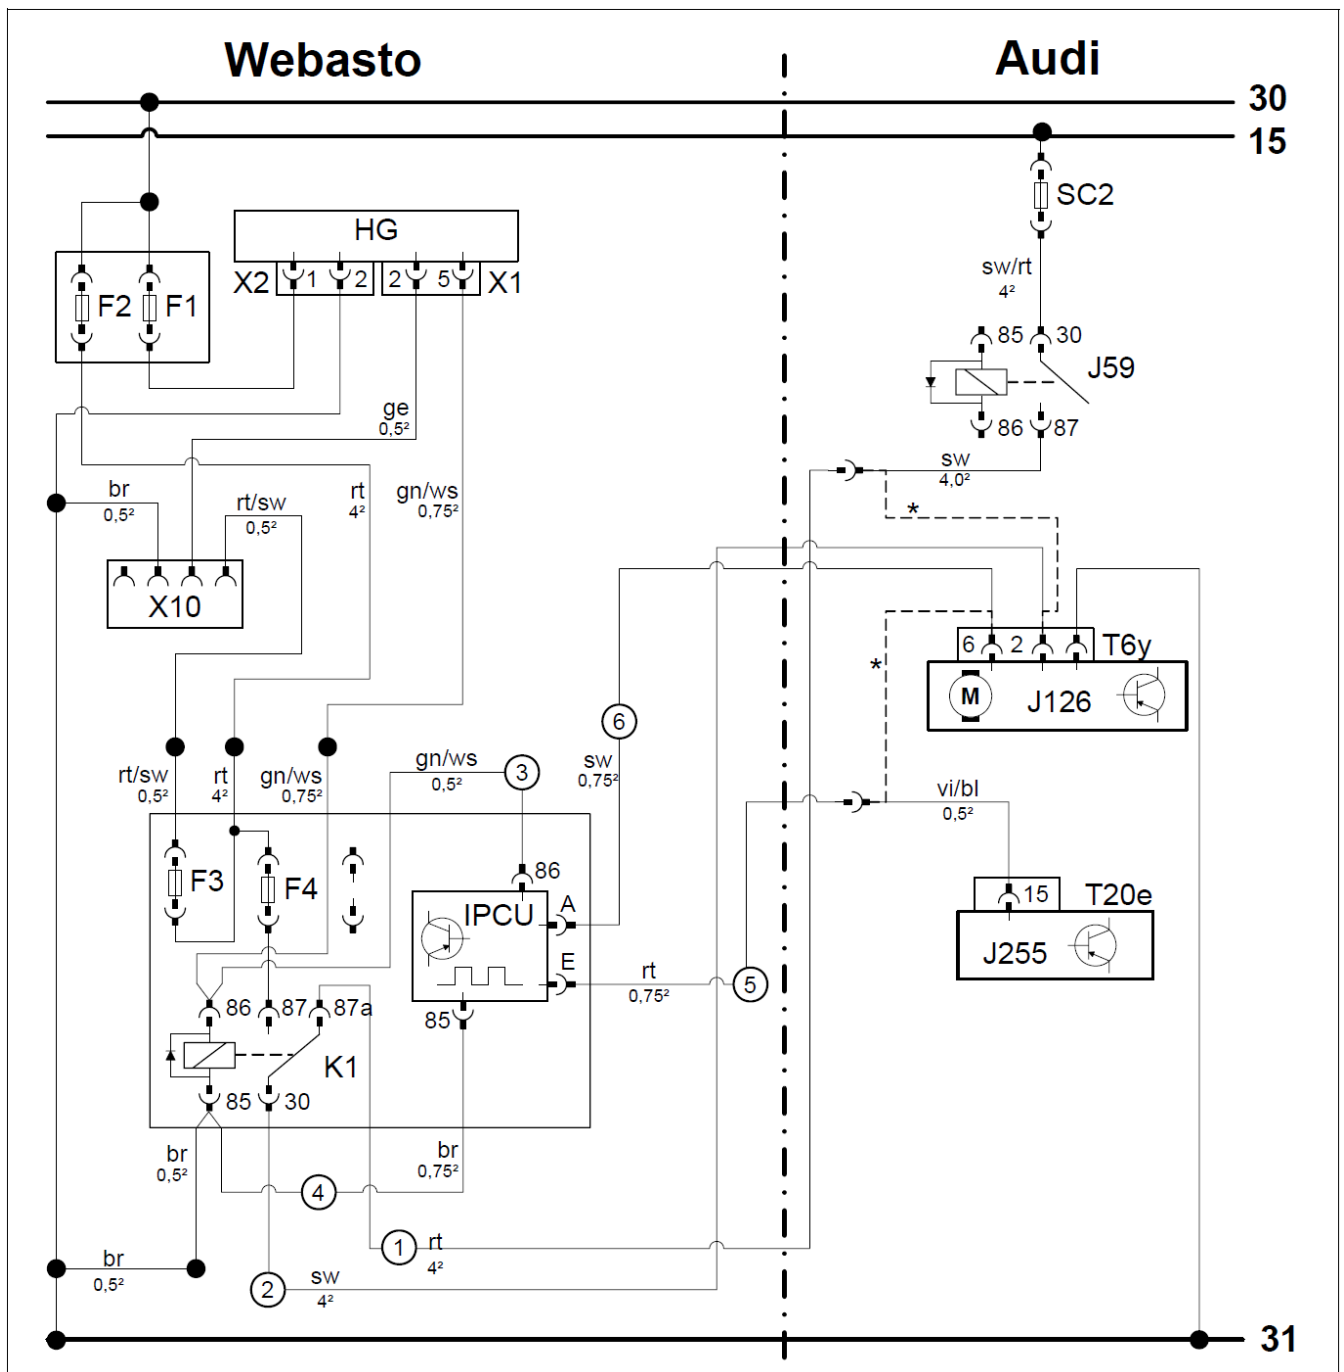 Webasto Audi
30
15
SC2
HG
X2 1 2 2 5 X1
F2 F1
sw/rt
4²
85 30
J59
86 87
ge
0,5²
sw
4,0²
br
0,5²
rt/sw
0,5²
rt
4²
gn/ws
0,75²
*
X10
6 2 T6y
*
M J126
6
sw
0,75²
rt/sw
0,5²
rt
4²
gn/ws
0,75²
gn/ws
0,5²
3
vi/bl
0,5²
F3 F4
86
IPCU A
15 T20e
J255
E
rt
0,75²
5
86 87 87a
85
K1
85 30
br
0,5²
br
0,75²
4
1 rt
4²
br
0,5²
2 sw
4²
31